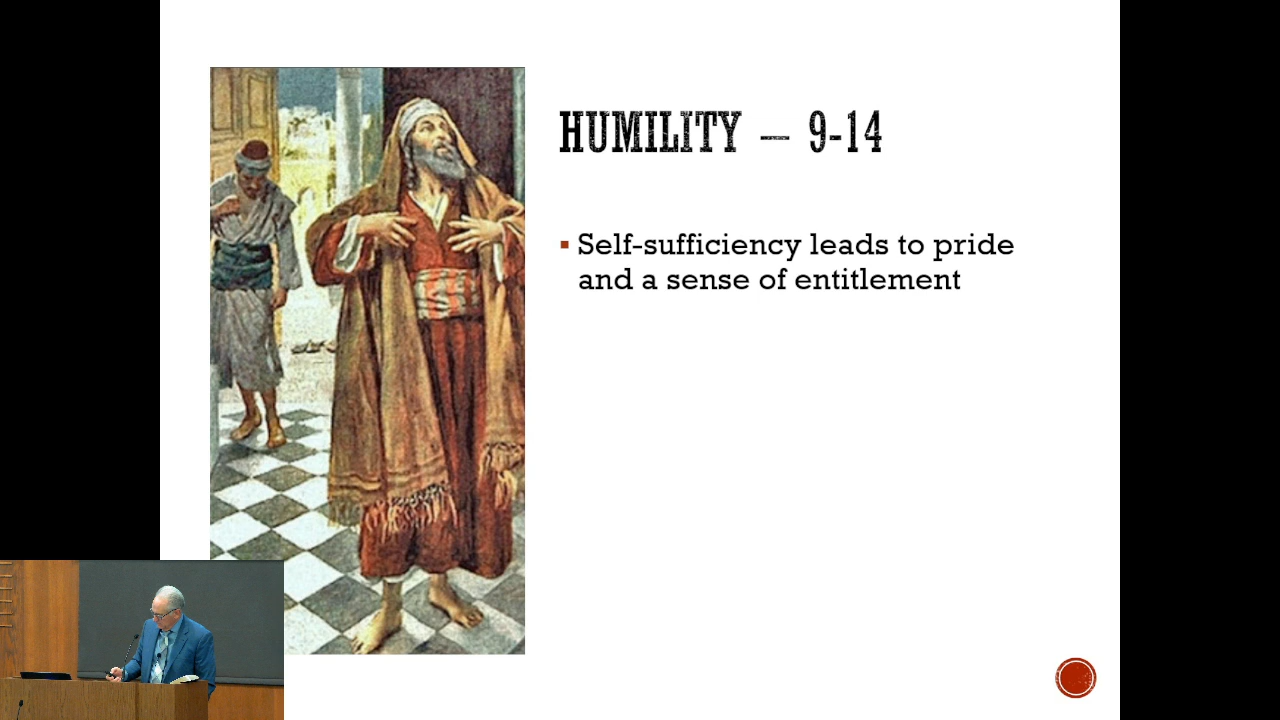 HUMILITY – 9-14
▪ Self-sufficiency leads to pride
and a sense of entitlement